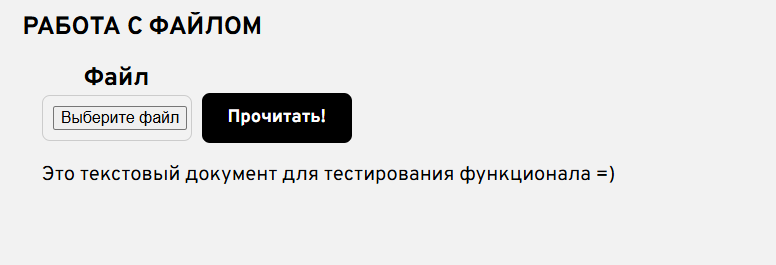 РАБОТА С ФАЙЛОМ
Файл
Выберите файл
Прочитать!
Это текстовый документ для тестирования функционала =)